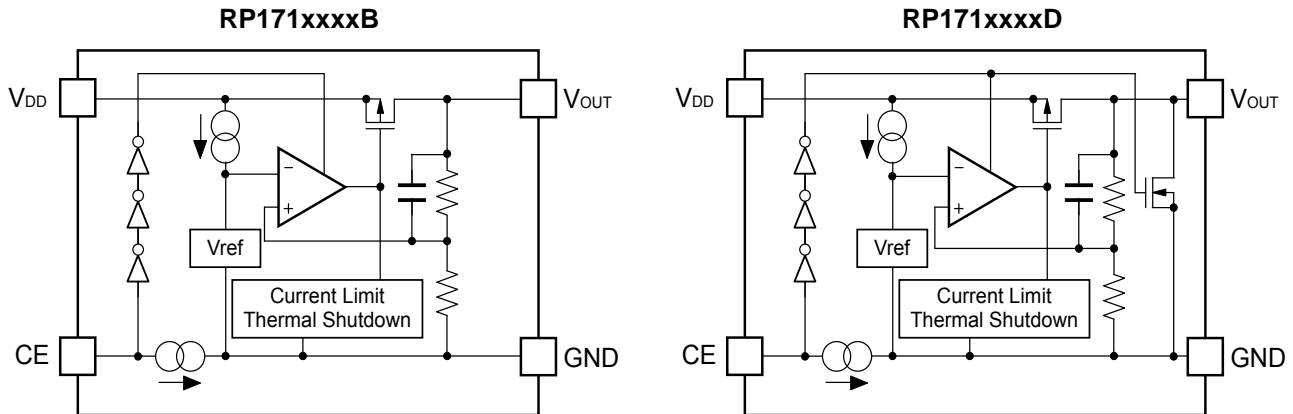 RP171xxxxB
VDD
VOUT
−
+
Vref
Current Limit
Thermal Shutdown
CE
GND
RP171xxxxD
VDD
VOUT
−
+
Vref
Current Limit
Thermal Shutdown
CE
GND